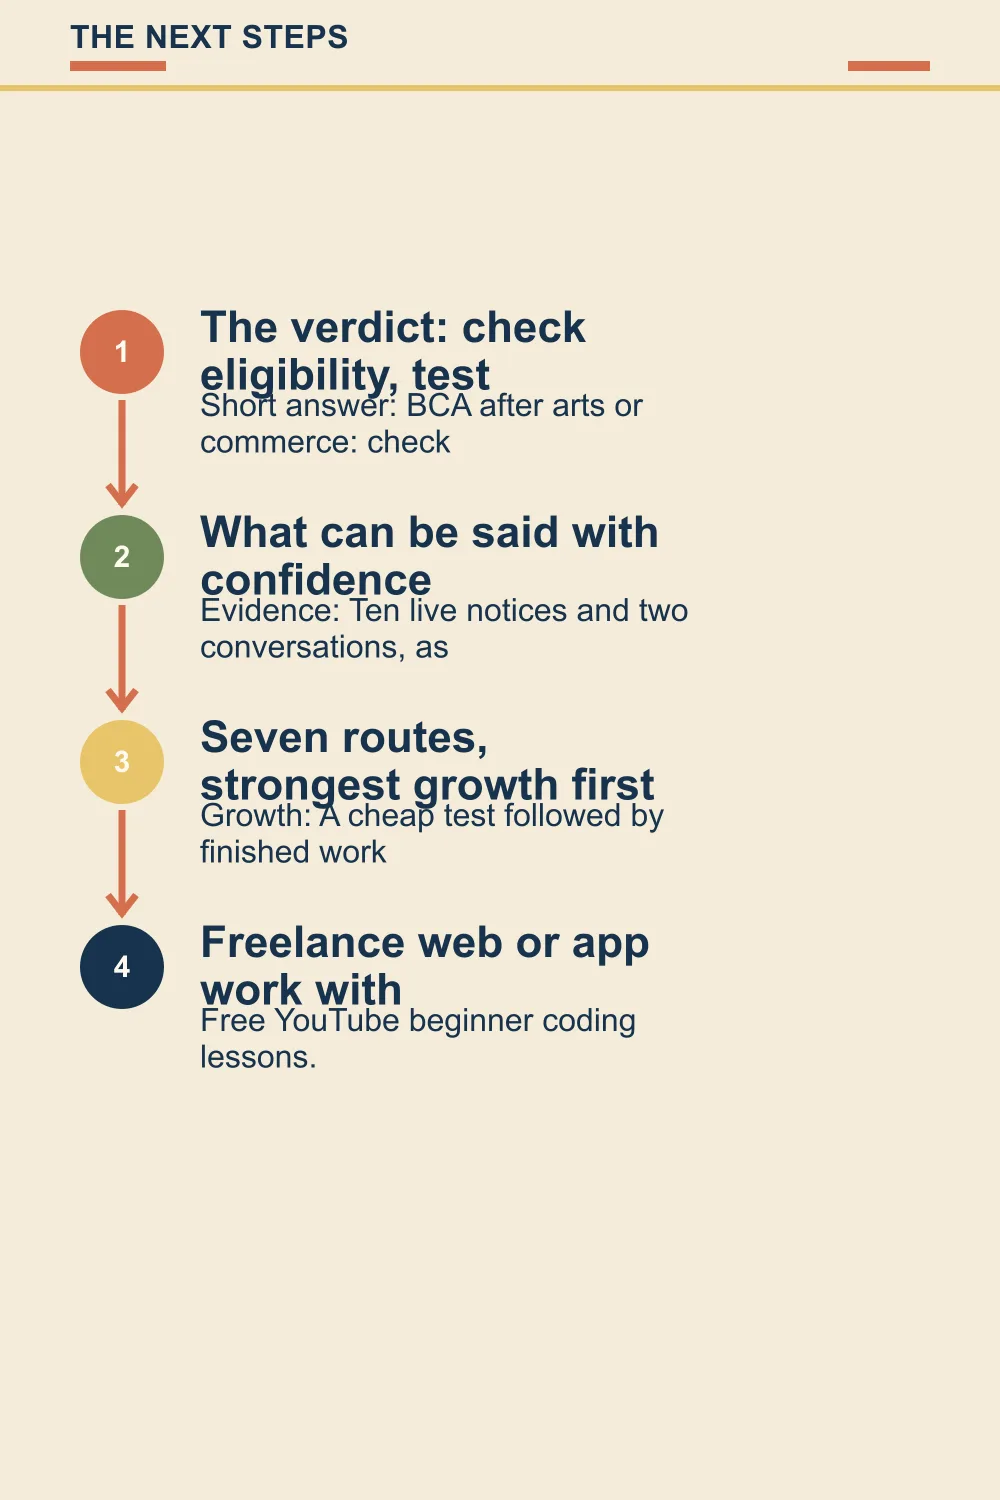 THE NEXT STEPS
1
The verdict: check
eligibility, test
Short answer: BCA after arts or
commerce: check
2
What can be said with
confidence
Evidence: Ten live notices and two
conversations, as
3
Seven routes,
strongest growth first
Growth: A cheap test followed by
finished work
4
Freelance web or app
work with
Free YouTube beginner coding
lessons.